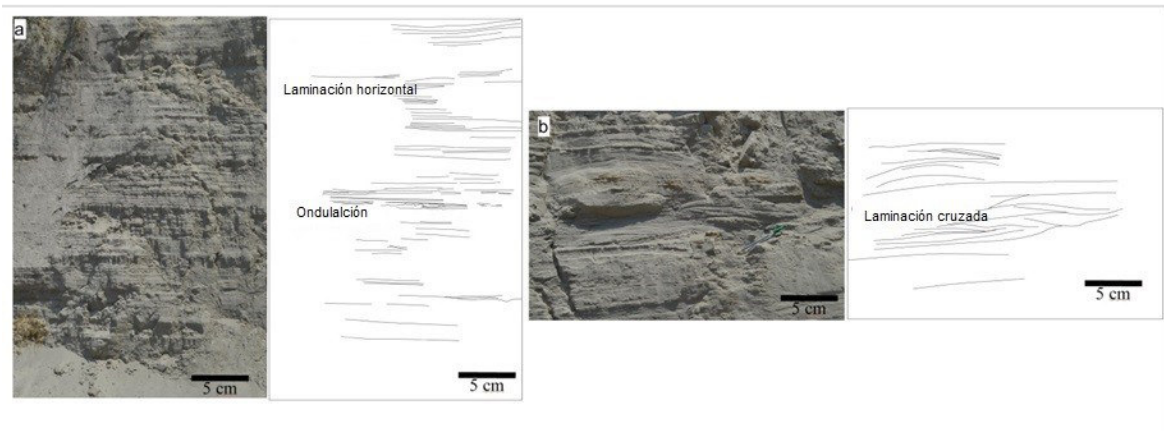 a
Laminación horizontal
Ondulalción
5 cm
5 cm
b
Laminación cruzada
5 cm
5 cm